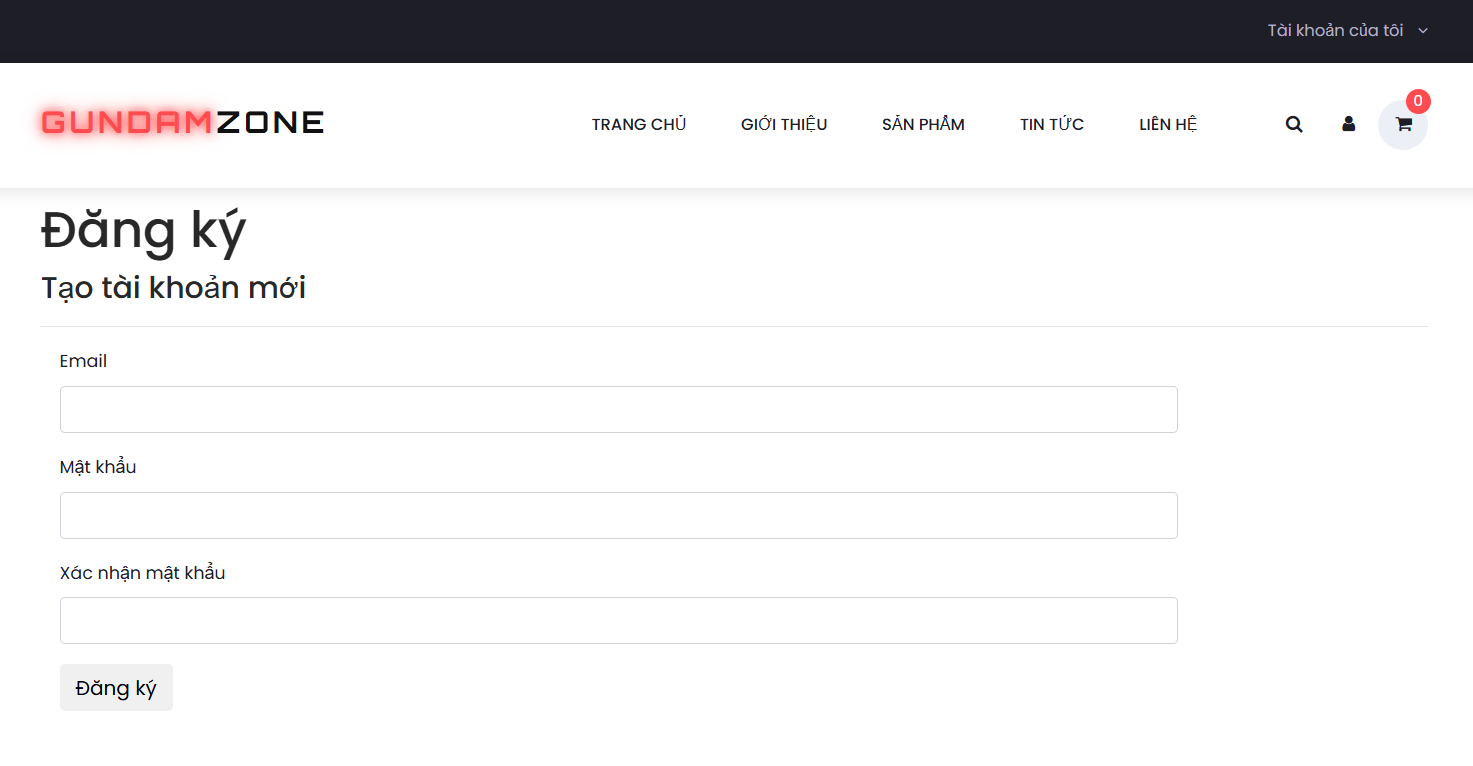 Tài khoản của tôi
GUNDAMZONE
TRANG CHỦ GIỚI THIỆU SẢN PHẨM TIN TỨC LIÊN HỆ 0
Đăng ký
Tạo tài khoản mới
Email
Mật khẩu
Xác nhận mật khẩu
Đăng ký